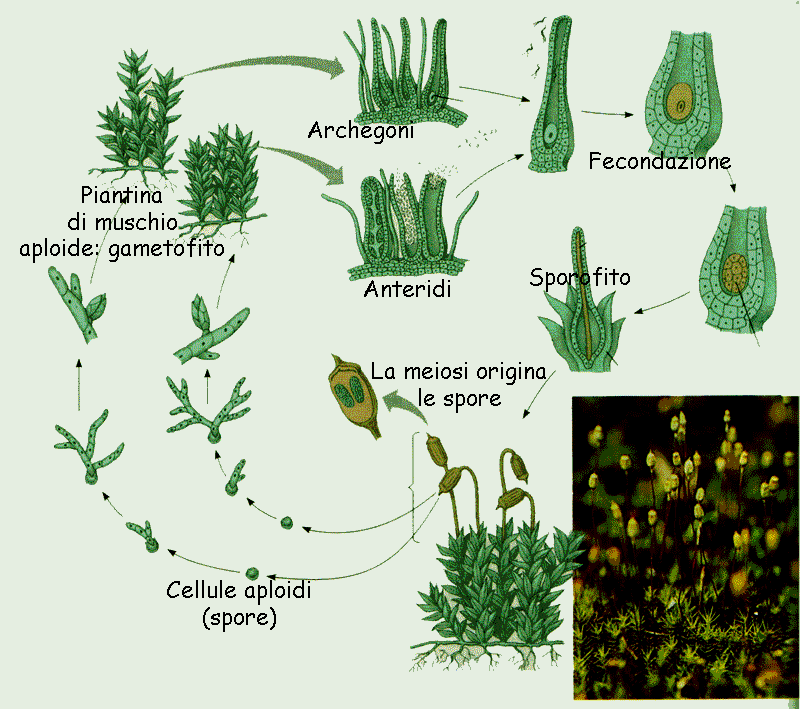 Archegoni
Fecondazione
Piantina
di muschio
aploide: gametofito
Anteridi
Sporofito
La meiosi origina
le spore
Cellule aploidi
(spore)